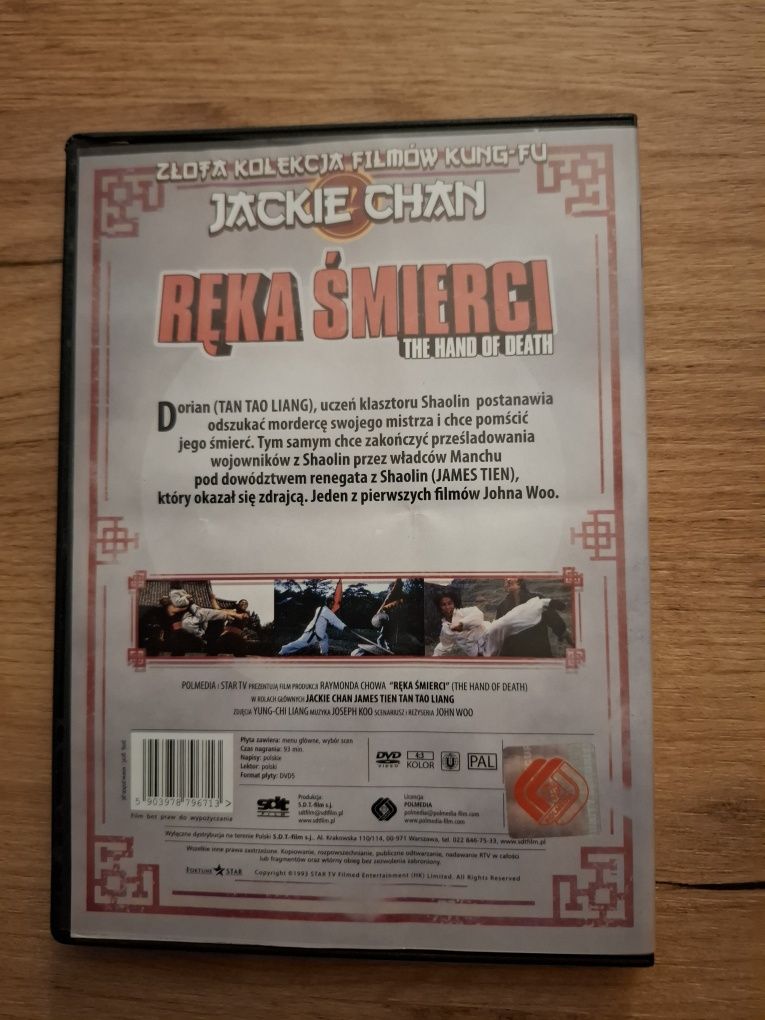 ZŁOTA KOLEKCJA FILMÓW KUNG-FU
JACKIE CHAN
RĘKA ŚMIERCI
THE HAND OF DEATH
Dorian (TAN TAO LIANG), uczeń klasztoru Shaolin postanawia
odszukać mordercę swojego mistrza i chce pomścić
jego śmierć. Tym samym chce zakończyć prześladowania
wojowników z Shaolin przez władców Manchu
pod dowództwem renegata z Shaolin (JAMES TIEN),
który okazał się zdrajcą. Jeden z pierwszych filmów Johna Woo.
POLMEDIA i STAR TV PREZENTUJĄ FILM PRODUKCJI RAYMONDA CHOWA "RĘKA ŚMIERCI" (THE HAND OF DEATH)
W ROLACH GŁÓWNYCH JACKIE CHAN JAMES TIEN TAN TAO LIANG
ZDJĘCIA YUNG-CHI LIANG MUZYKA JOSEPH KOO SCENARIUSZ I REŻYSERIA JOHN WOO
5 903978 796713 >
Film bez praw do wypożyczania
Płyta zawiera: menu główne, wybór scen
Czas nagrania: 93 min.
Napisy: polskie
Lektor: polski
Format płyty: DVD5
DVD VIDEO
4:3
KOLOR
PAL
sdt FILM
Produkcja:
S.D.T.-film s.j.
sdtfilm@sdtfilm.pl
www.sdtfilm.pl
Licencja:
POLMEDIA
polmedia@polmedia-film.com
www.polmedia-film.com
Wyłączna dystrybucja na terenie Polski S.D.T.-film s.j., Al. Krakowska 110/114, 00-971 Warszawa, tel. 022 846-75-33, www.sdtfilm.pl
Wszelkie inne prawa zastrzeżone. Kopiowanie, rozpowszechnianie, publiczne odtwarzanie, nadawanie RTV w całości
lub fragmentów oraz wtórny obieg bez zezwolenia zabroniony.
FORTUNE STAR
Copyright ©1993 STAR TV Filmed Entertainment (HK) Limited. All Rights Reserved